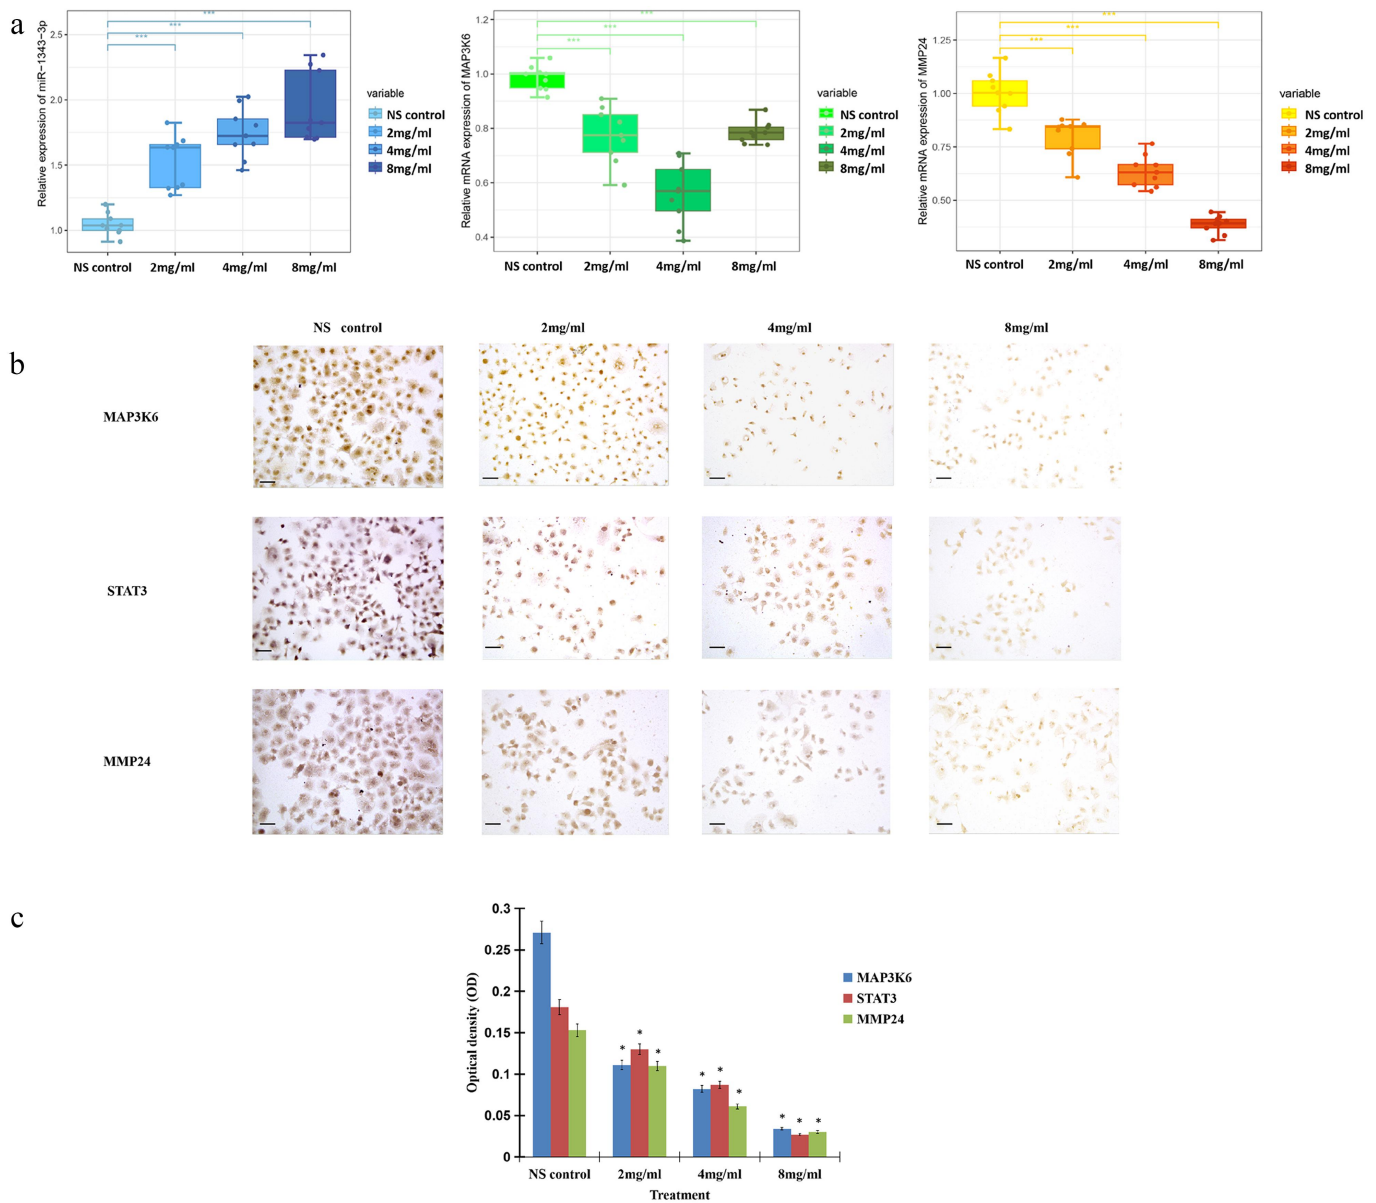 a
Relative expression of miR−1343−3p
2.5
2.0
1.5
1.0
***
***
***
NS control
2mg/ml
4mg/ml
8mg/ml
variable
NS control
2mg/ml
4mg/ml
8mg/ml
Relative mRNA expression of MAP3K6
1.2
1.0
0.8
0.6
0.4
***
***
***
NS control
2mg/ml
4mg/ml
8mg/ml
variable
NS control
2mg/ml
4mg/ml
8mg/ml
Relative mRNA expression of MMP24
1.25
1.00
0.75
0.50
***
***
***
NS control
2mg/ml
4mg/ml
8mg/ml
variable
NS control
2mg/ml
4mg/ml
8mg/ml
b
NS control
2mg/ml
4mg/ml
8mg/ml
MAP3K6
STAT3
MMP24
c
Optical density (OD)
0.3
0.25
0.2
0.15
0.1
0.05
0
* * *
* * *
* * *
NS control
2mg/ml
4mg/ml
8mg/ml
Treatment
MAP3K6
STAT3
MMP24